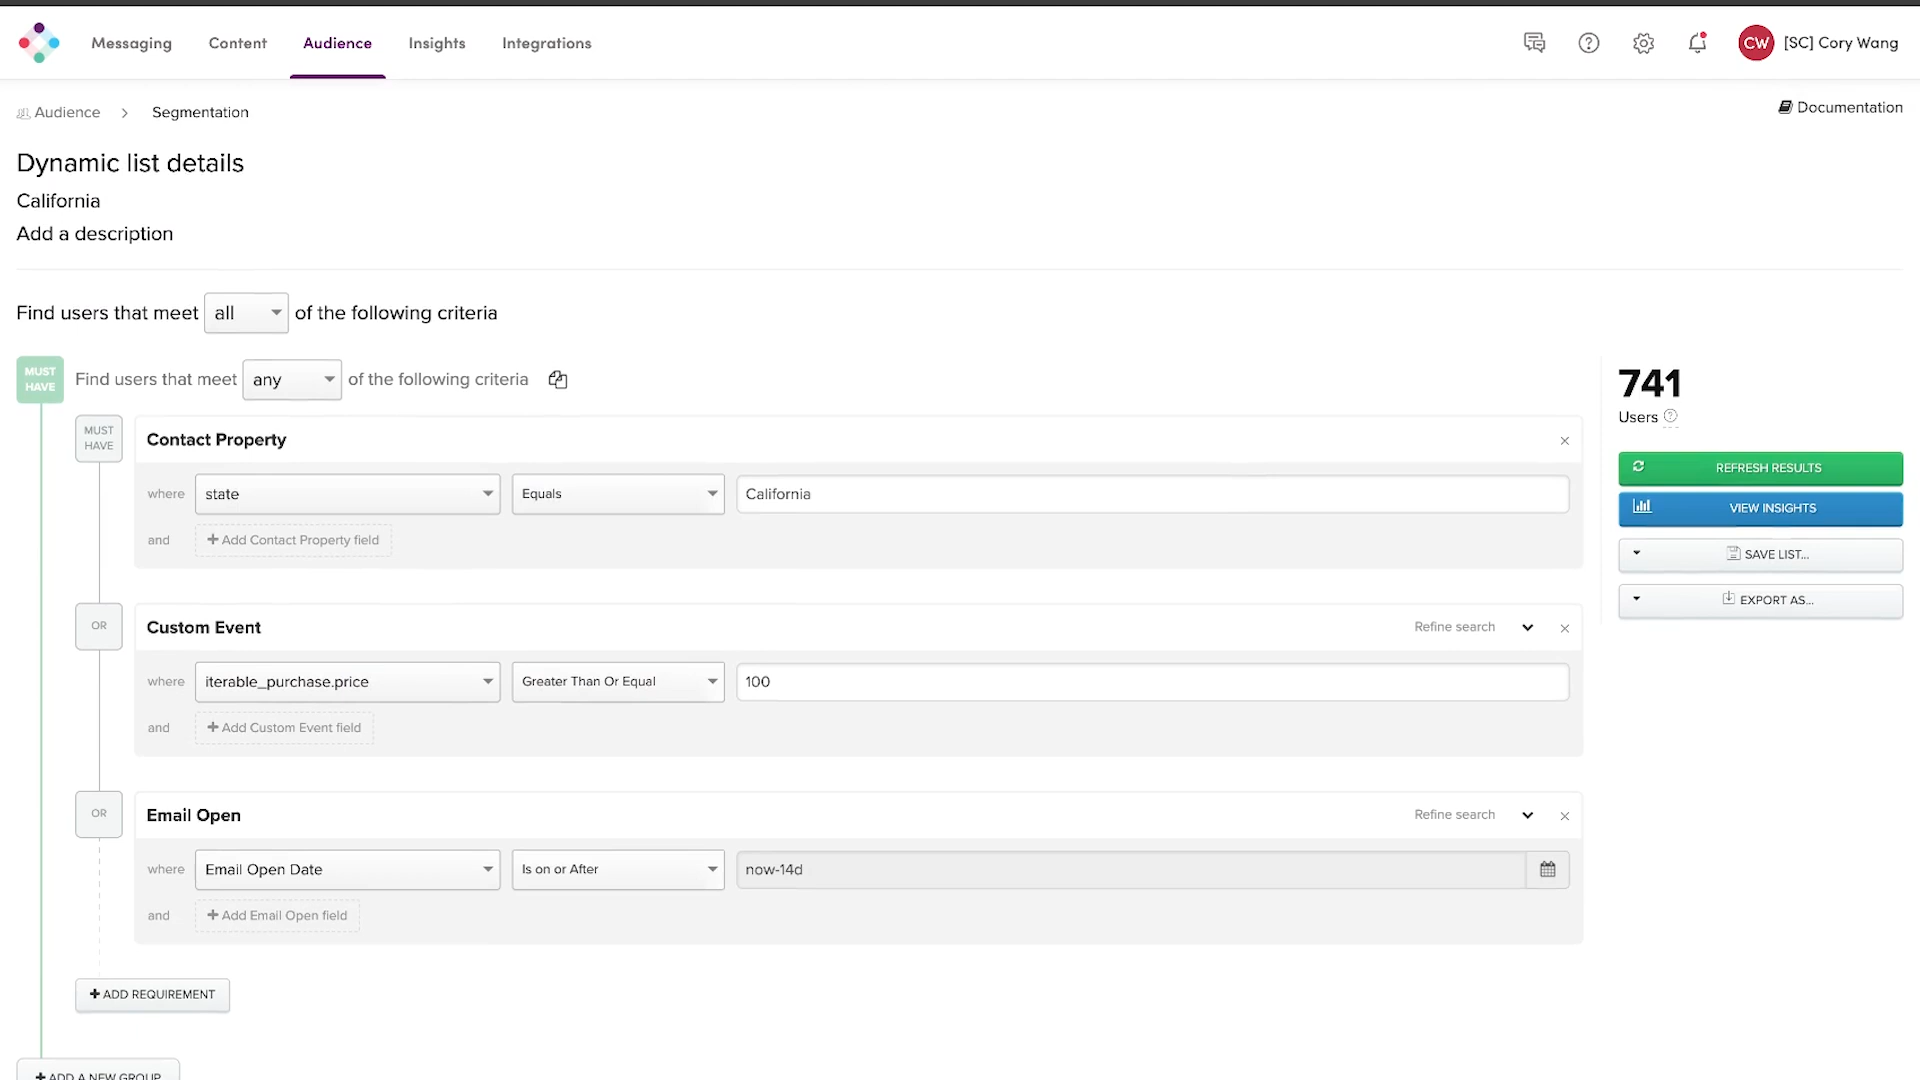 Messaging Content Audience Insights Integrations CW [SC] Cory Wang
Audience > Segmentation
Documentation
Dynamic list details
California
Add a description
Find users that meet all of the following criteria
MUST HAVE Find users that meet any of the following criteria
MUST HAVE
Contact Property
where state Equals California
and + Add Contact Property field
OR
Custom Event Refine search
where iterable_purchase.price Greater Than Or Equal 100
and + Add Custom Event field
OR
Email Open Refine search
where Email Open Date Is on or After now-14d
and + Add Email Open field
+ ADD REQUIREMENT
+ ADD A NEW GROUP
741
Users
REFRESH RESULTS
VIEW INSIGHTS
SAVE LIST...
EXPORT AS...